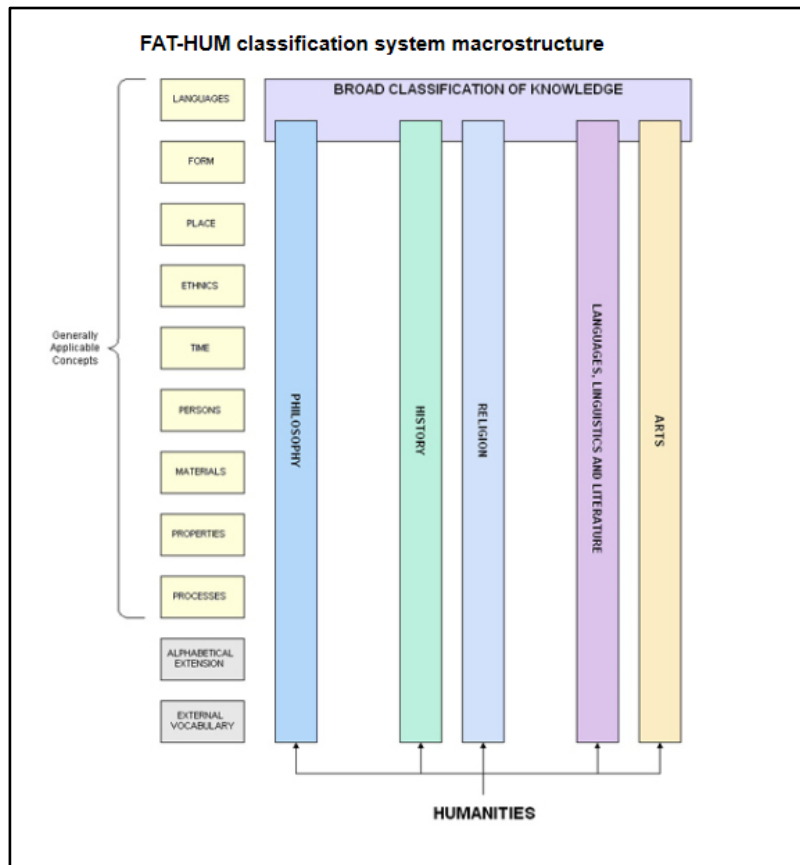 FAT-HUM classification system macrostructure
LANGUAGES
BROAD CLASSIFICATION OF KNOWLEDGE
FORM
PLACE
ETHNICS
TIME
PERSONS
MATERIALS
PROPERTIES
PROCESSES
ALPHABETICAL
EXTENSION
EXTERNAL
VOCABULARY
Generally
Applicable
Concepts
PHILOSOPHY
HISTORY
RELIGION
LANGUAGES, LINGUISTICS AND LITERATURE
ARTS
HUMANITIES